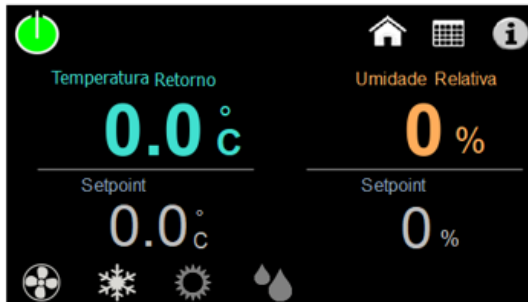 i
Temperatura Retorno
Umidade Relativa
0.0 °C
0 %
Setpoint
Setpoint
0.0 °C
0 %